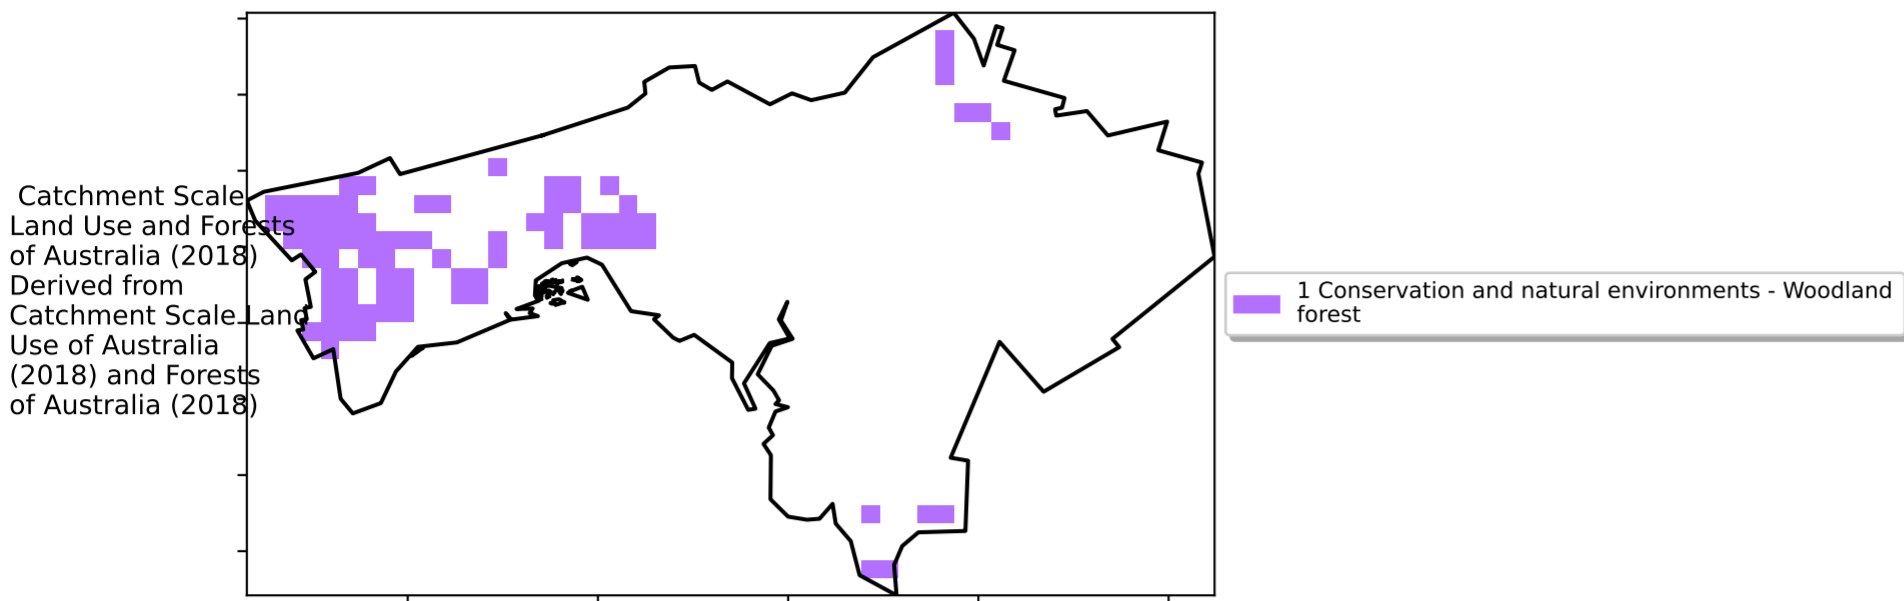 Catchment Scale
Land Use and Forests
of Australia (2018)
Derived from
Catchment Scale Land
Use of Australia
(2018) and Forests
of Australia (2018)
1 Conservation and natural environments - Woodland
forest